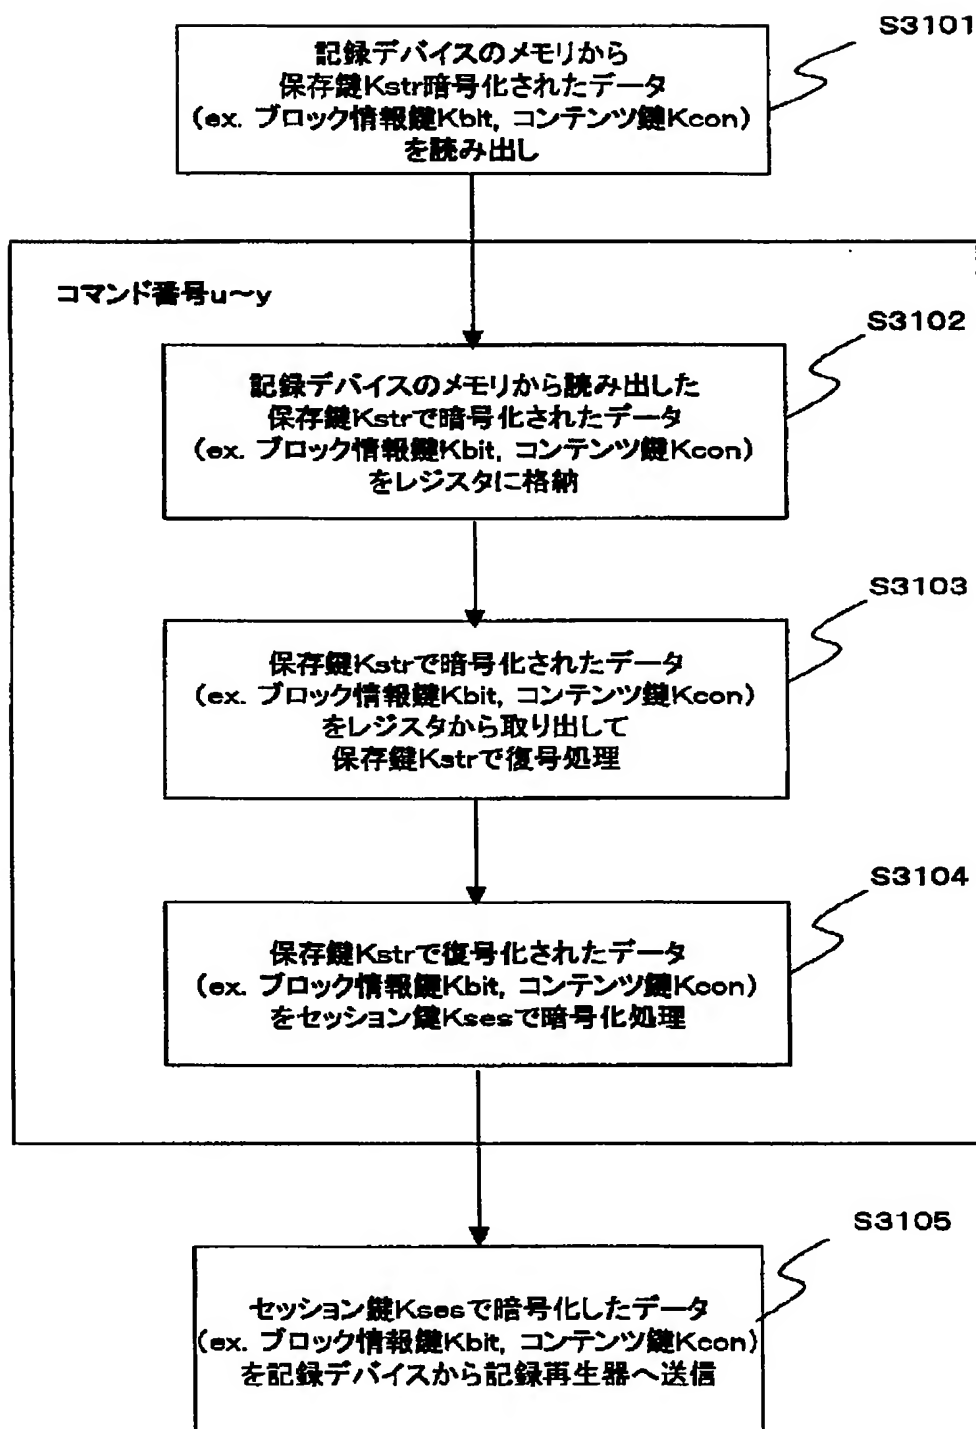 S3101
記録デバイスのメモリから
保存鍵Kstr暗号化されたデータ
(ex. ブロック情報鍵Kbit, コンテンツ鍵Kcon)
を読み出し
コマンド番号u~y
S3102
記録デバイスのメモリから読み出した
保存鍵Kstrで暗号化されたデータ
(ex. ブロック情報鍵Kbit, コンテンツ鍵Kcon)
をレジスタに格納
S3103
保存鍵Kstrで暗号化されたデータ
(ex. ブロック情報鍵Kbit, コンテンツ鍵Kcon)
をレジスタから取り出して
保存鍵Kstrで復号処理
S3104
保存鍵Kstrで復号化されたデータ
(ex. ブロック情報鍵Kbit, コンテンツ鍵Kcon)
をセッション鍵Ksesで暗号化処理
S3105
セッション鍵Ksesで暗号化したデータ
(ex. ブロック情報鍵Kbit, コンテンツ鍵Kcon)
を記録デバイスから記録再生器へ送信